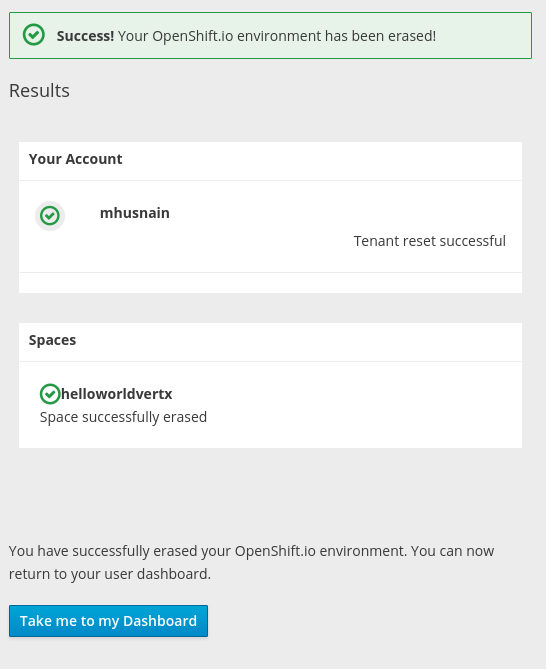 Success! Your OpenShift.io environment has been erased!
Results
Your Account
mhusnain
Tenant reset successful
Spaces
helloworldvertx
Space successfully erased
You have successfully erased your OpenShift.io environment. You can now
return to your user dashboard.
Take me to my Dashboard